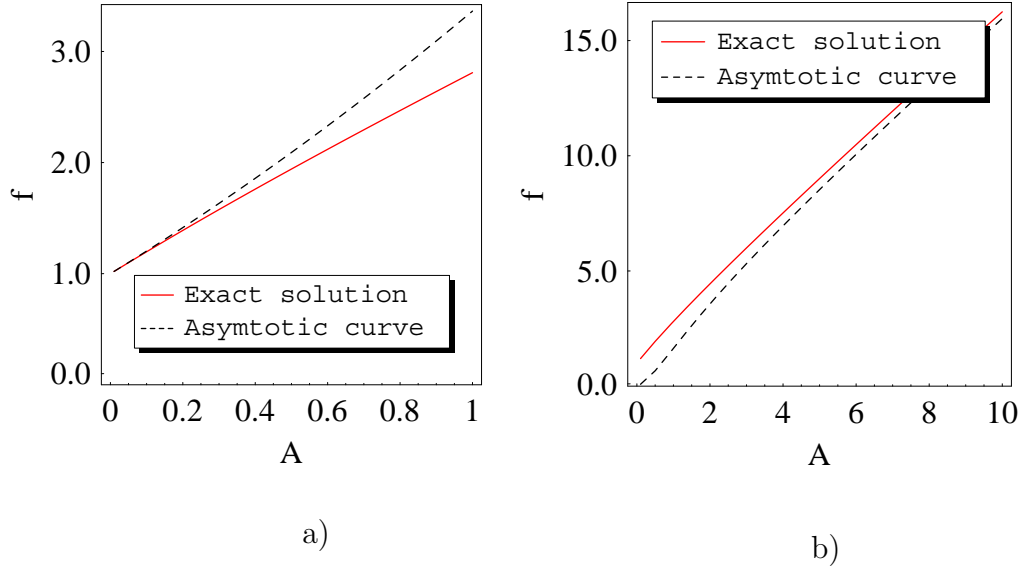 3.0
2.0
1.0
0.0
f
Exact solution
Asymtotic curve
0 0.2 0.4 0.6 0.8 1
A
a)
15.0
10.0
5.0
0.0
f
Exact solution
Asymtotic curve
0 2 4 6 8 10
A
b)